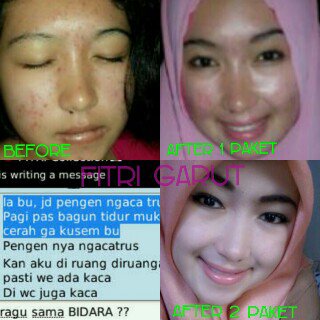 BEFORE
AFTER 1 PAKET
FITRI GARUT
is writing a message
Ia bu, jd pengen ngaca tru
Pagi pas bagun tidur muk
cerah ga kusem bu
Pengen nya ngacatrus
Kan aku di ruang diruanga
pasti we ada kaca
Di wc juga kaca
ragu sama BIDARA ??
AFTER 2 PAKET